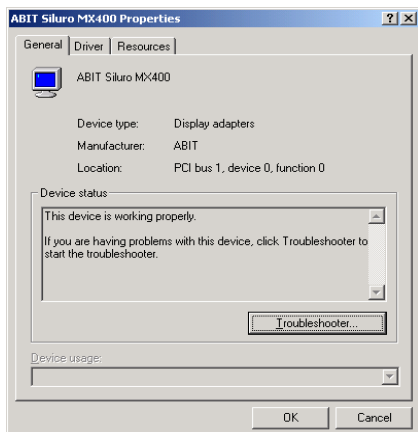 ABIT Siluro MX400 Properties
General Driver Resources
ABIT Siluro MX400
Device type: Display adapters
Manufacturer: ABIT
Location: PCI bus 1, device 0, function 0
Device status
This device is working properly.
If you are having problems with this device, click Troubleshooter to
start the troubleshooter.
Troubleshooter...
Device usage:
OK Cancel